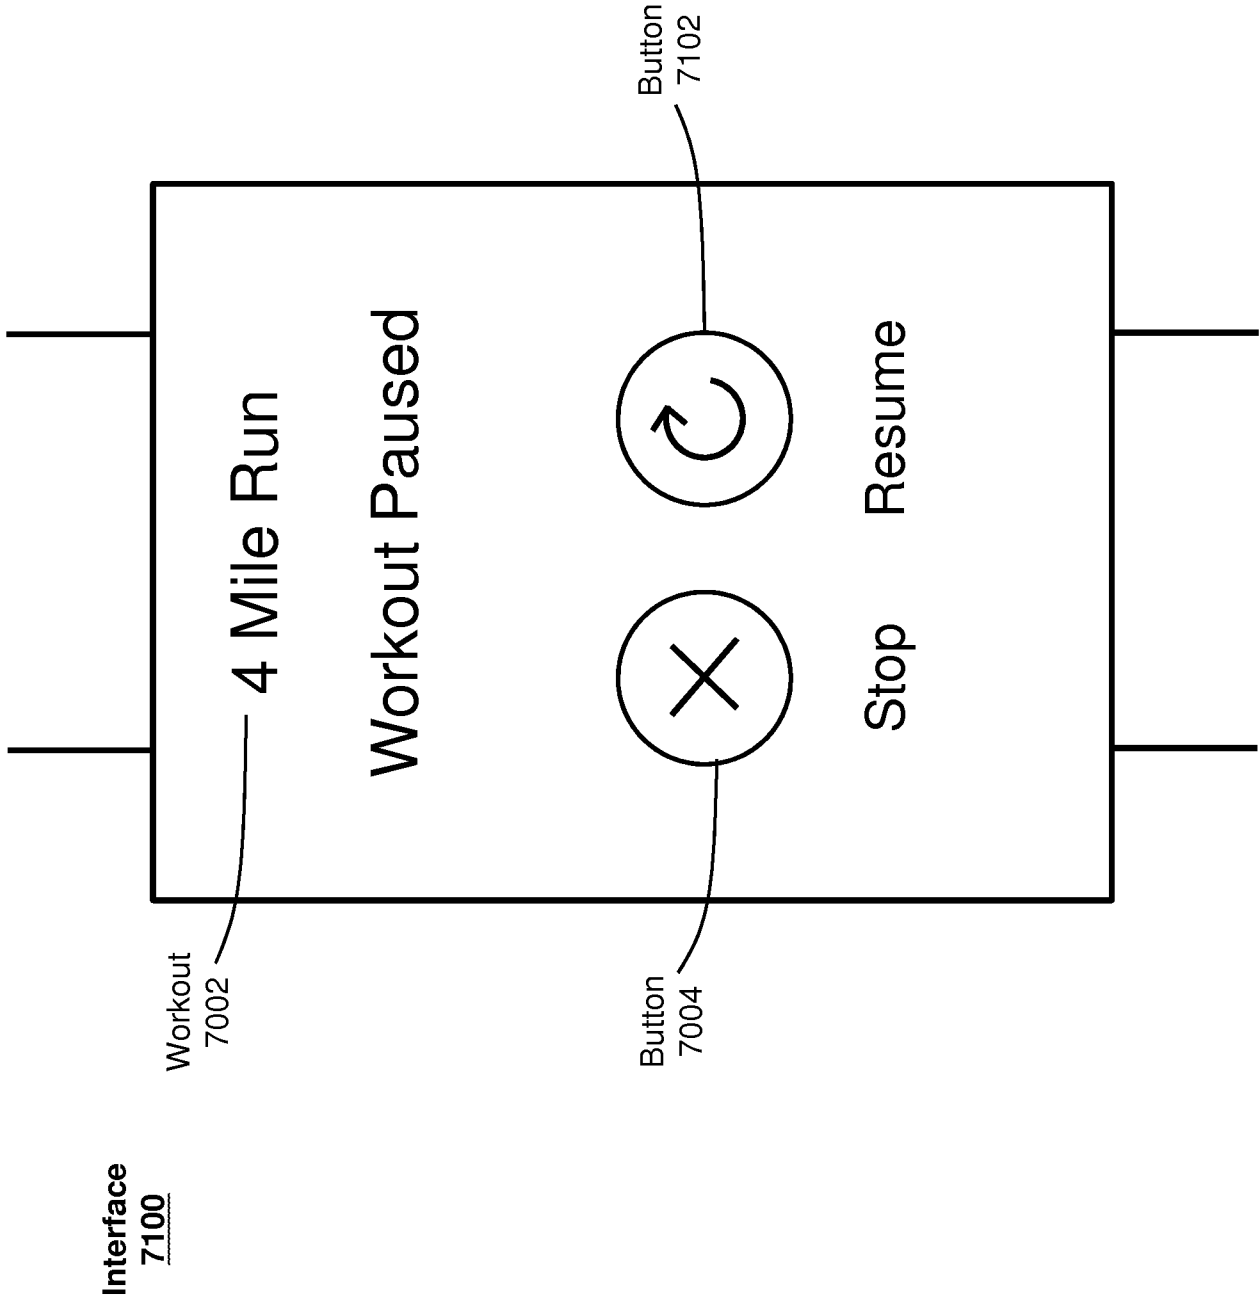 Interface
7100
Workout
7002
4 Mile Run
Workout Paused
Button
7004
Button
7102
Stop
Resume